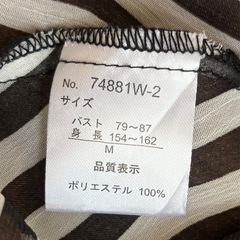 No. 74881W-2
サイズ
バスト 79〜87
身 長 154〜162
M
品質表示
ポリエステル 100%